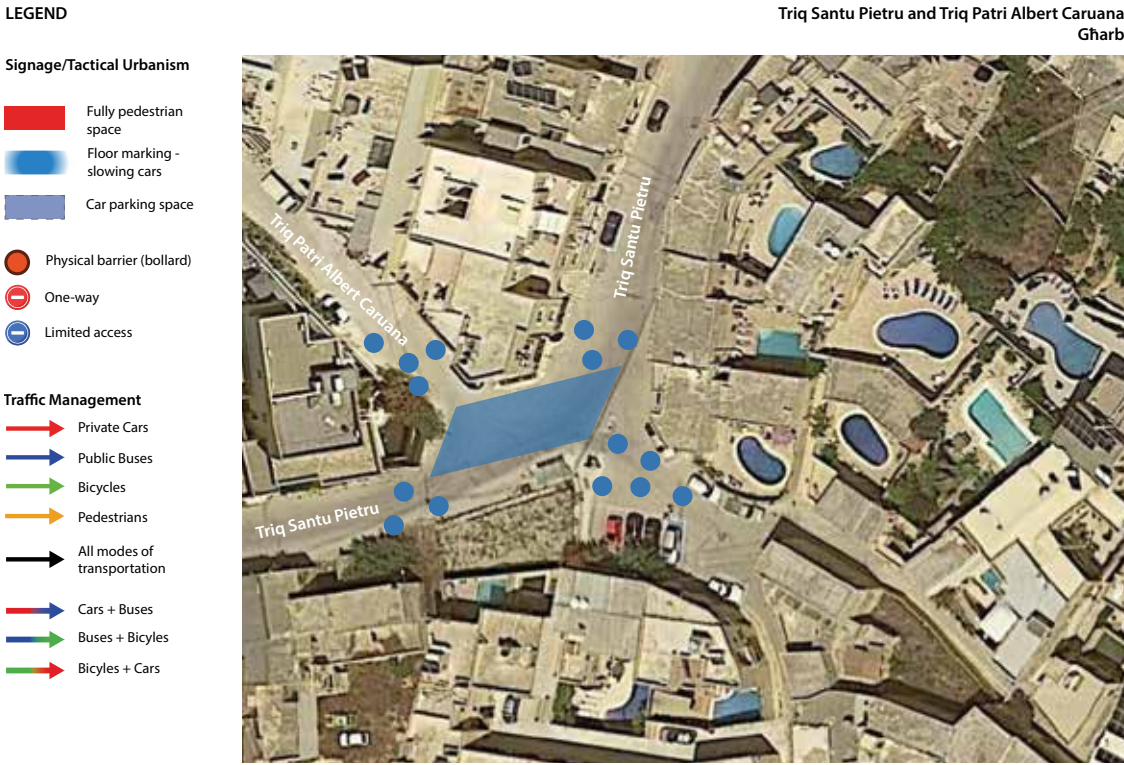 LEGEND
Triq Santu Pietru and Triq Patri Albert Caruana
Għarb
Signage/Tactical Urbanism
Fully pedestrian
space
Floor marking -
slowing cars
Car parking space
Physical barrier (bollard)
One-way
Limited access
Traffic Management
Private Cars
Public Buses
Bicycles
Pedestrians
All modes of
transportation
Cars + Buses
Buses + Bicyles
Bicyles + Cars
Triq Patri Albert Caruana
Triq Santu Pietru
Triq Santu Pietru